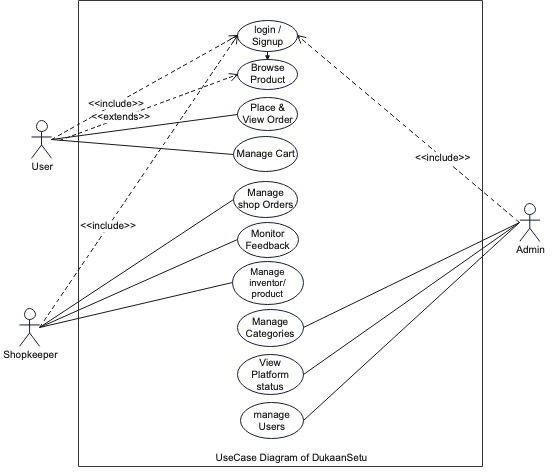 login /
Signup
Browse
Product
<<include>>
<<extends>>
Place &
View Order
User
Manage Cart
<<include>>
Manage
shop Orders
<<include>>
Monitor
Feedback
Admin
Manage
inventor/
product
Shopkeeper
Manage
Categories
View
Platform
status
manage
Users
UseCase Diagram of DukaanSetu